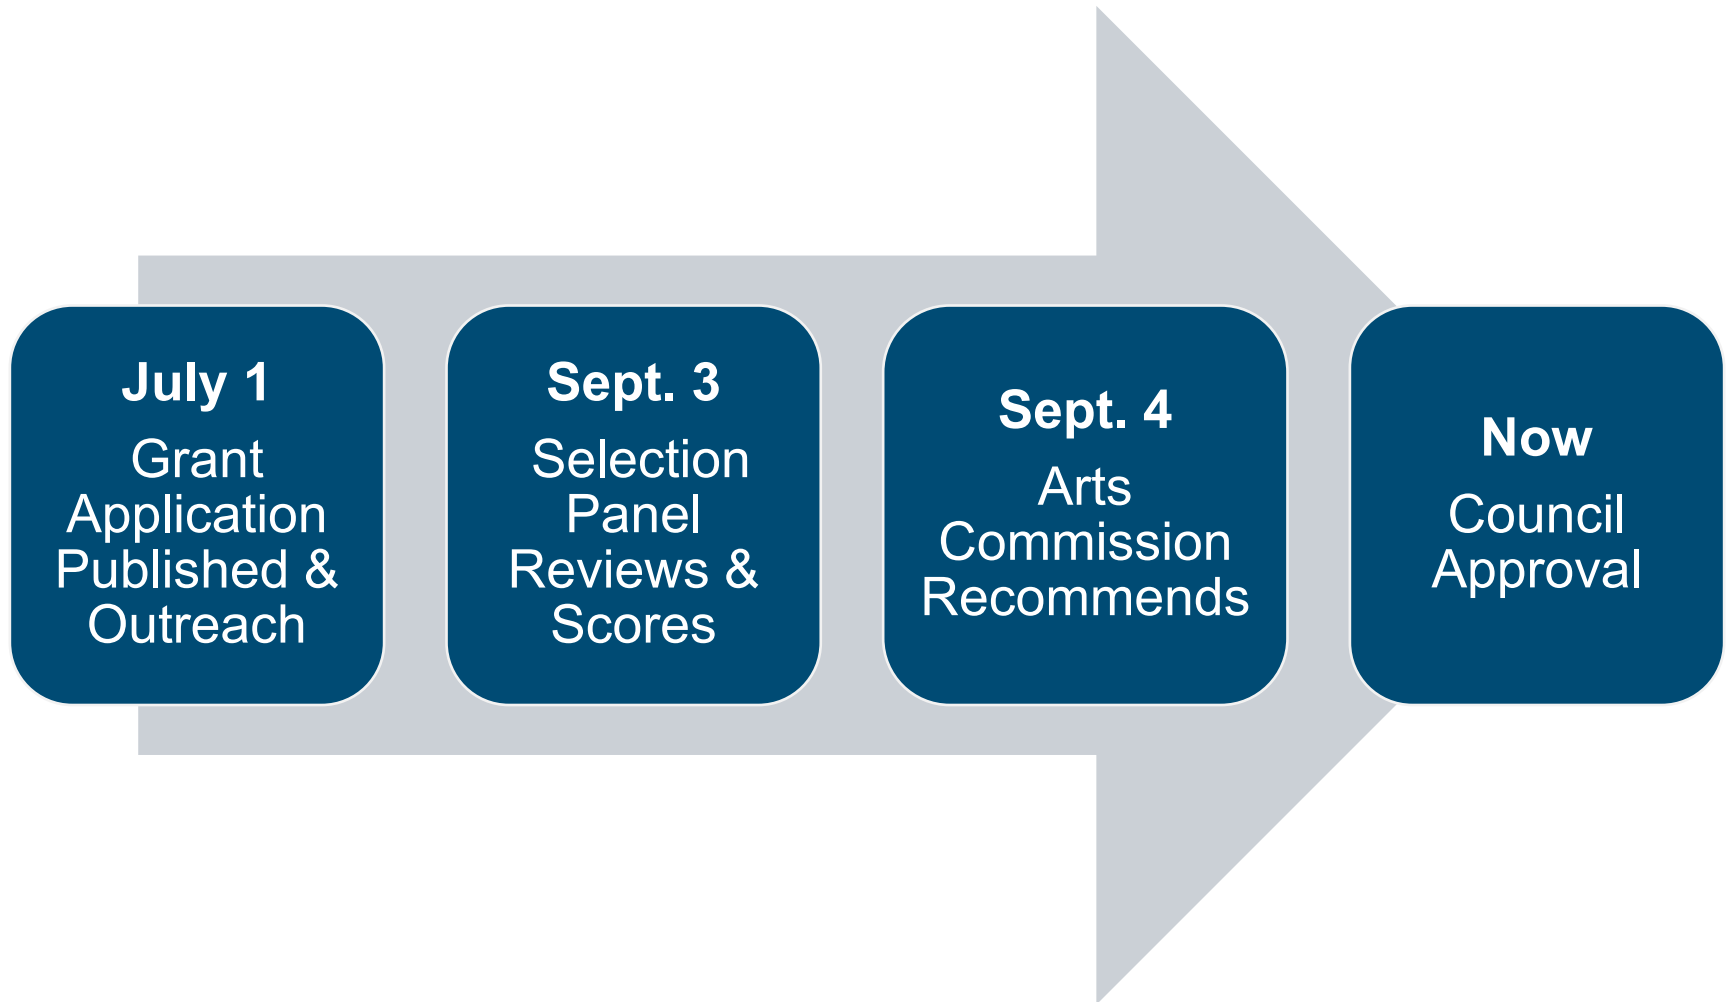 July 1
Grant
Application
Published &
Outreach
Sept. 3
Selection
Panel
Reviews &
Scores
Sept. 4
Arts
Commission
Recommends
Now
Council
Approval